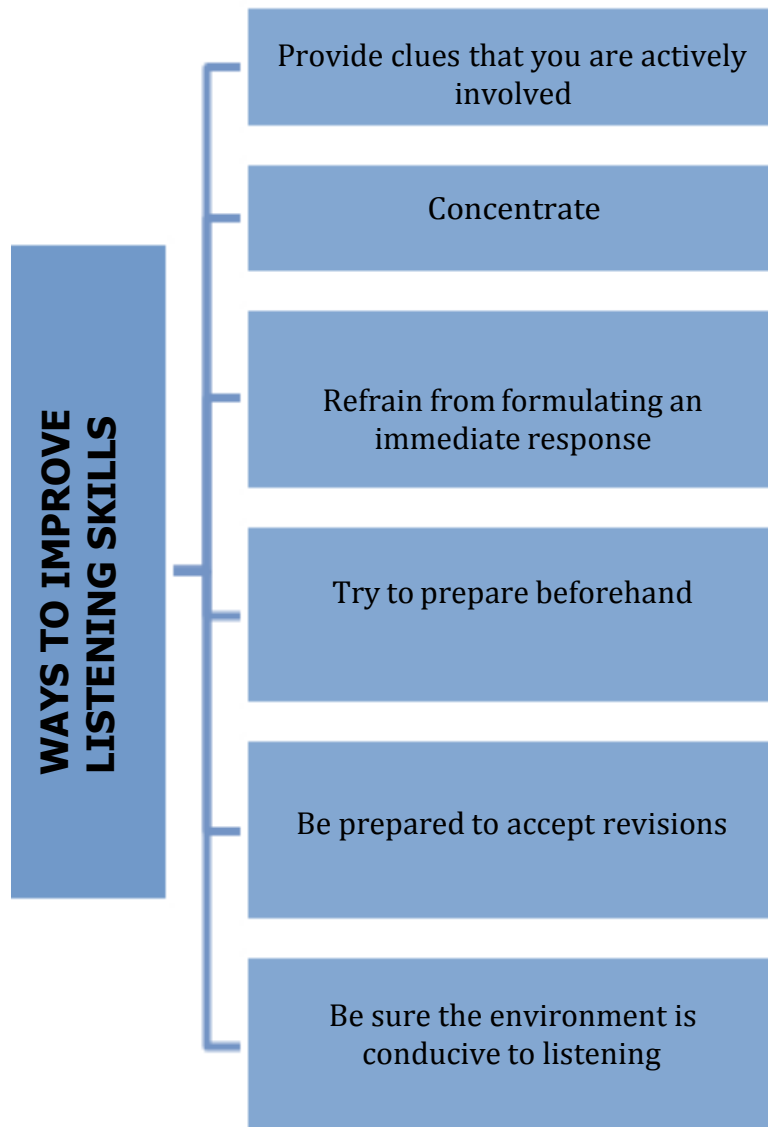 WAYS TO IMPROVE
LISTENING SKILLS
Provide clues that you are actively
involved
Concentrate
Refrain from formulating an
immediate response
Try to prepare beforehand
Be prepared to accept revisions
Be sure the environment is
conducive to listening